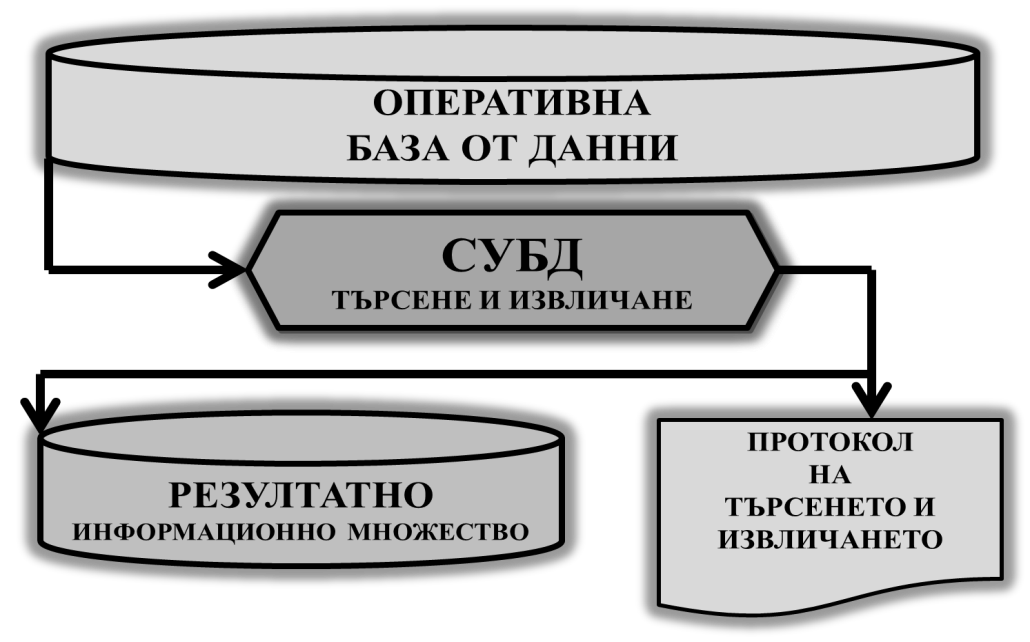 ОПЕРАТИВНА
БАЗА ОТ ДАННИ
СУБД
ТЪРСЕНЕ И ИЗВЛИЧАНЕ
РЕЗУЛТАТНО
ИНФОРМАЦИОННО МНОЖЕСТВО
ПРОТОКОЛ
НА
ТЪРСЕНЕТО И
ИЗВЛИЧАНЕТО